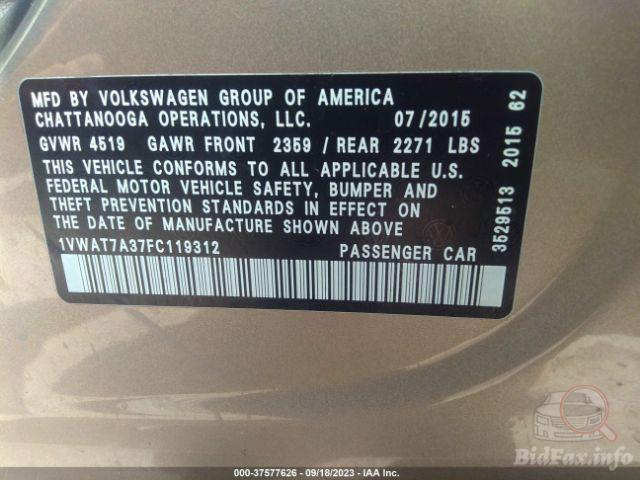 MFD BY VOLKSWAGEN GROUP OF AMERICA
CHATTANOOGA OPERATIONS, LLC. 07/2015
GVWR 4519 GAWR FRONT 2359 / REAR 2271 LBS
THIS VEHICLE CONFORMS TO ALL APPLICABLE U.S.
FEDERAL MOTOR VEHICLE SAFETY, BUMPER AND
THEFT PREVENTION STANDARDS IN EFFECT ON
THE DATE OF MANUFACTURE SHOWN ABOVE
1VWAT7A37FC119312 PASSENGER CAR
3529513 2015 62
000-37577626 - 09/18/2023 - IAA Inc.
BidFax.info